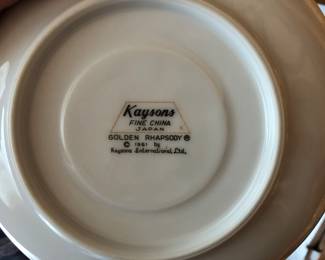 Kaysons
FINE CHINA
JAPAN
GOLDEN RHAPSODY ®
© 1961 by
Kaysons International, Ltd.